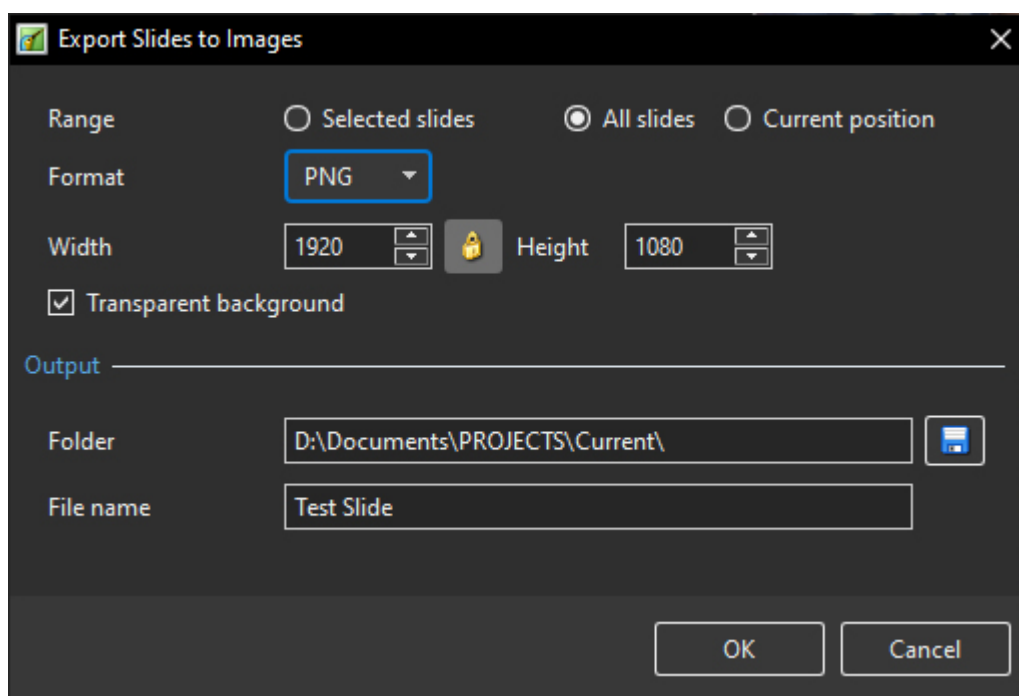 Export Slides to Images
Range Selected slides All slides Current position
Format PNG
Width 1920 Height 1080
Transparent background
Output
Folder D:\Documents\PROJECTS\Current\
File name Test Slide
OK Cancel